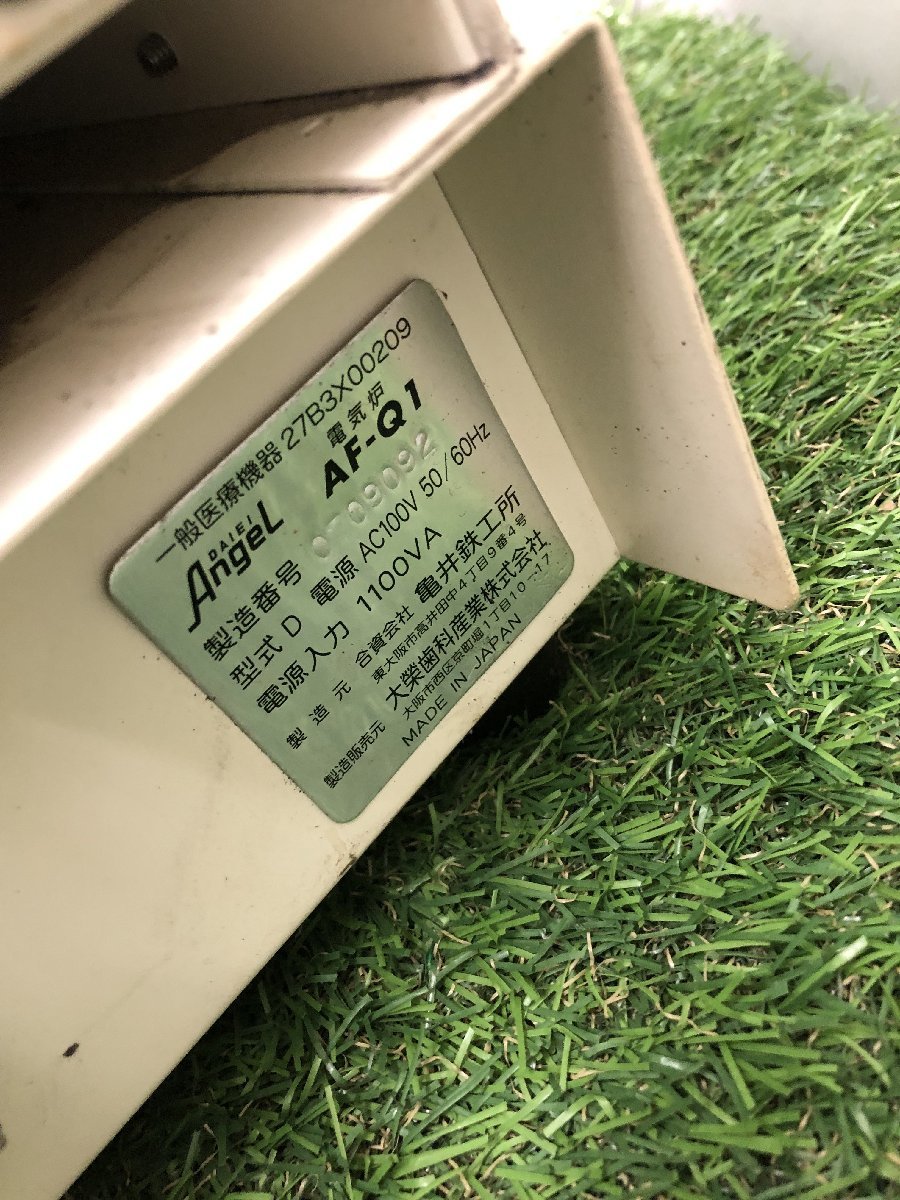 一般医療機器 27B3X00209
DAIEI
AngeL
電気炉
AF-Q1
製造番号 0-09092
型式 D 電源 AC100V 50/60Hz
電源入力 1100VA
製造元 合資会社 亀井鉄工所
東大阪市高井田中4丁目9番4号
製造販売元 大榮歯科産業株式会社
大阪市西区京町堀1丁目10-17
MADE IN JAPAN